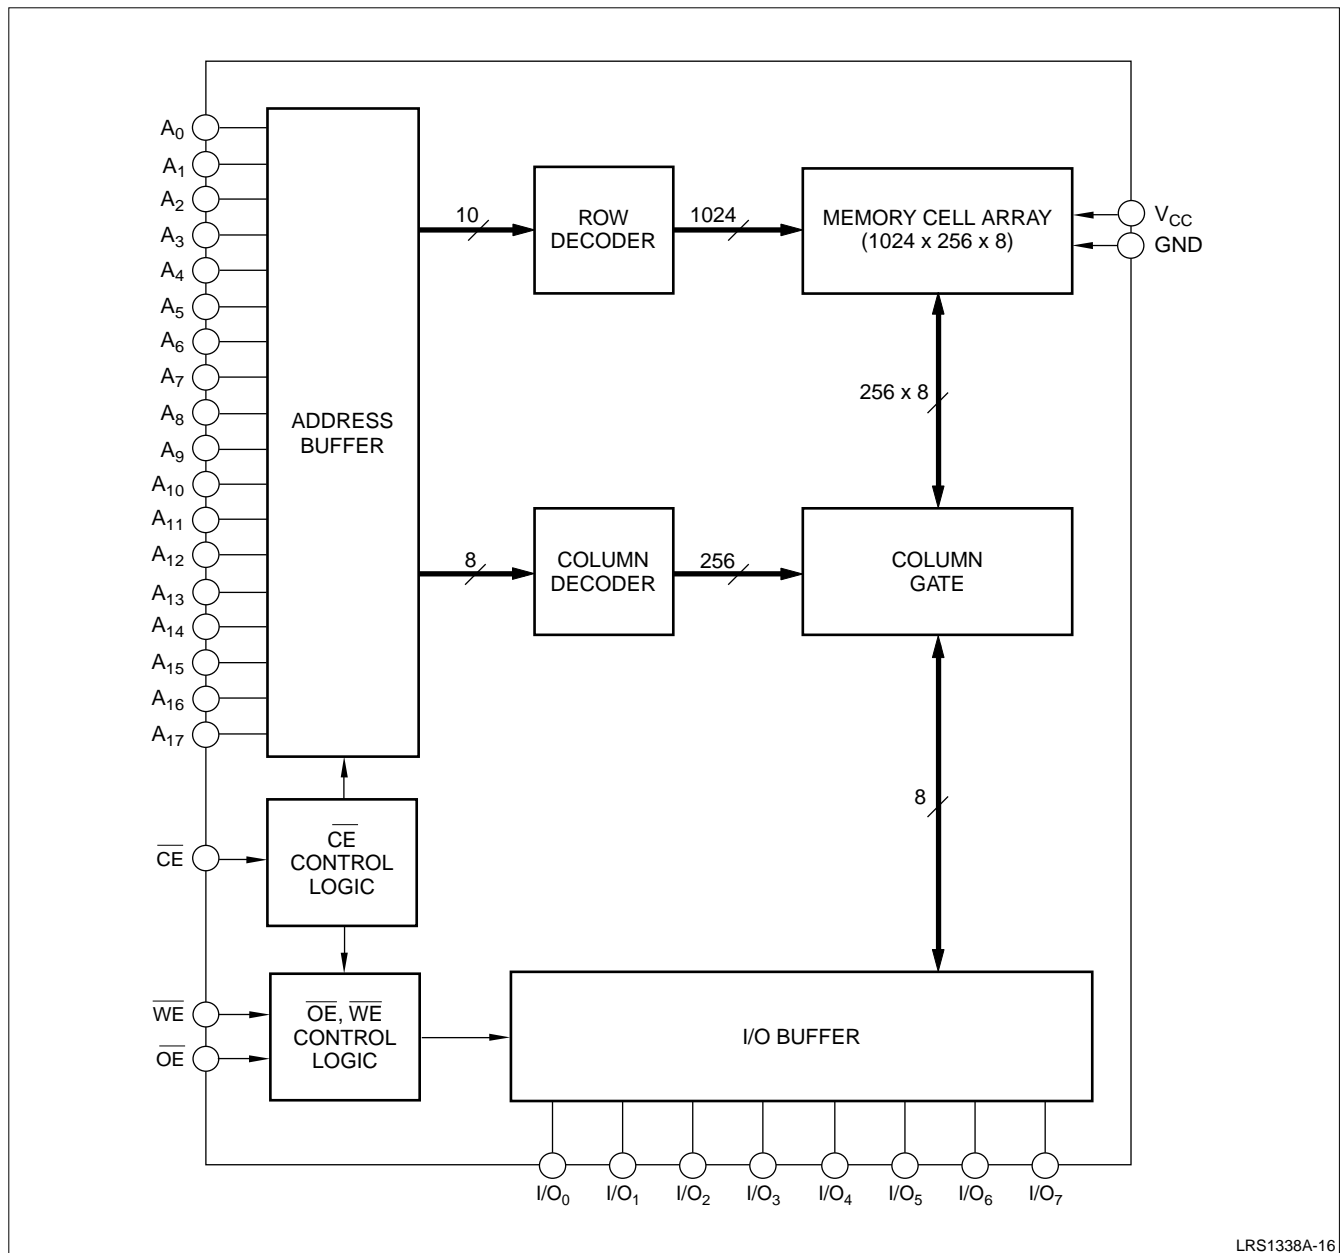 A0
A1
A2
A3
A4
A5
A6
A7
A8
A9
A10
A11
A12
A13
A14
A15
A16
A17
ADDRESS
BUFFER
10
ROW
DECODER
1024
MEMORY CELL ARRAY
(1024 x 256 x 8)
VCC
GND
256 x 8
8
COLUMN
DECODER
256
COLUMN
GATE
8
CE
CE
CONTROL
LOGIC
WE
OE
OE, WE
CONTROL
LOGIC
I/O BUFFER
I/O0
I/O1
I/O2
I/O3
I/O4
I/O5
I/O6
I/O7
LRS1338A-16